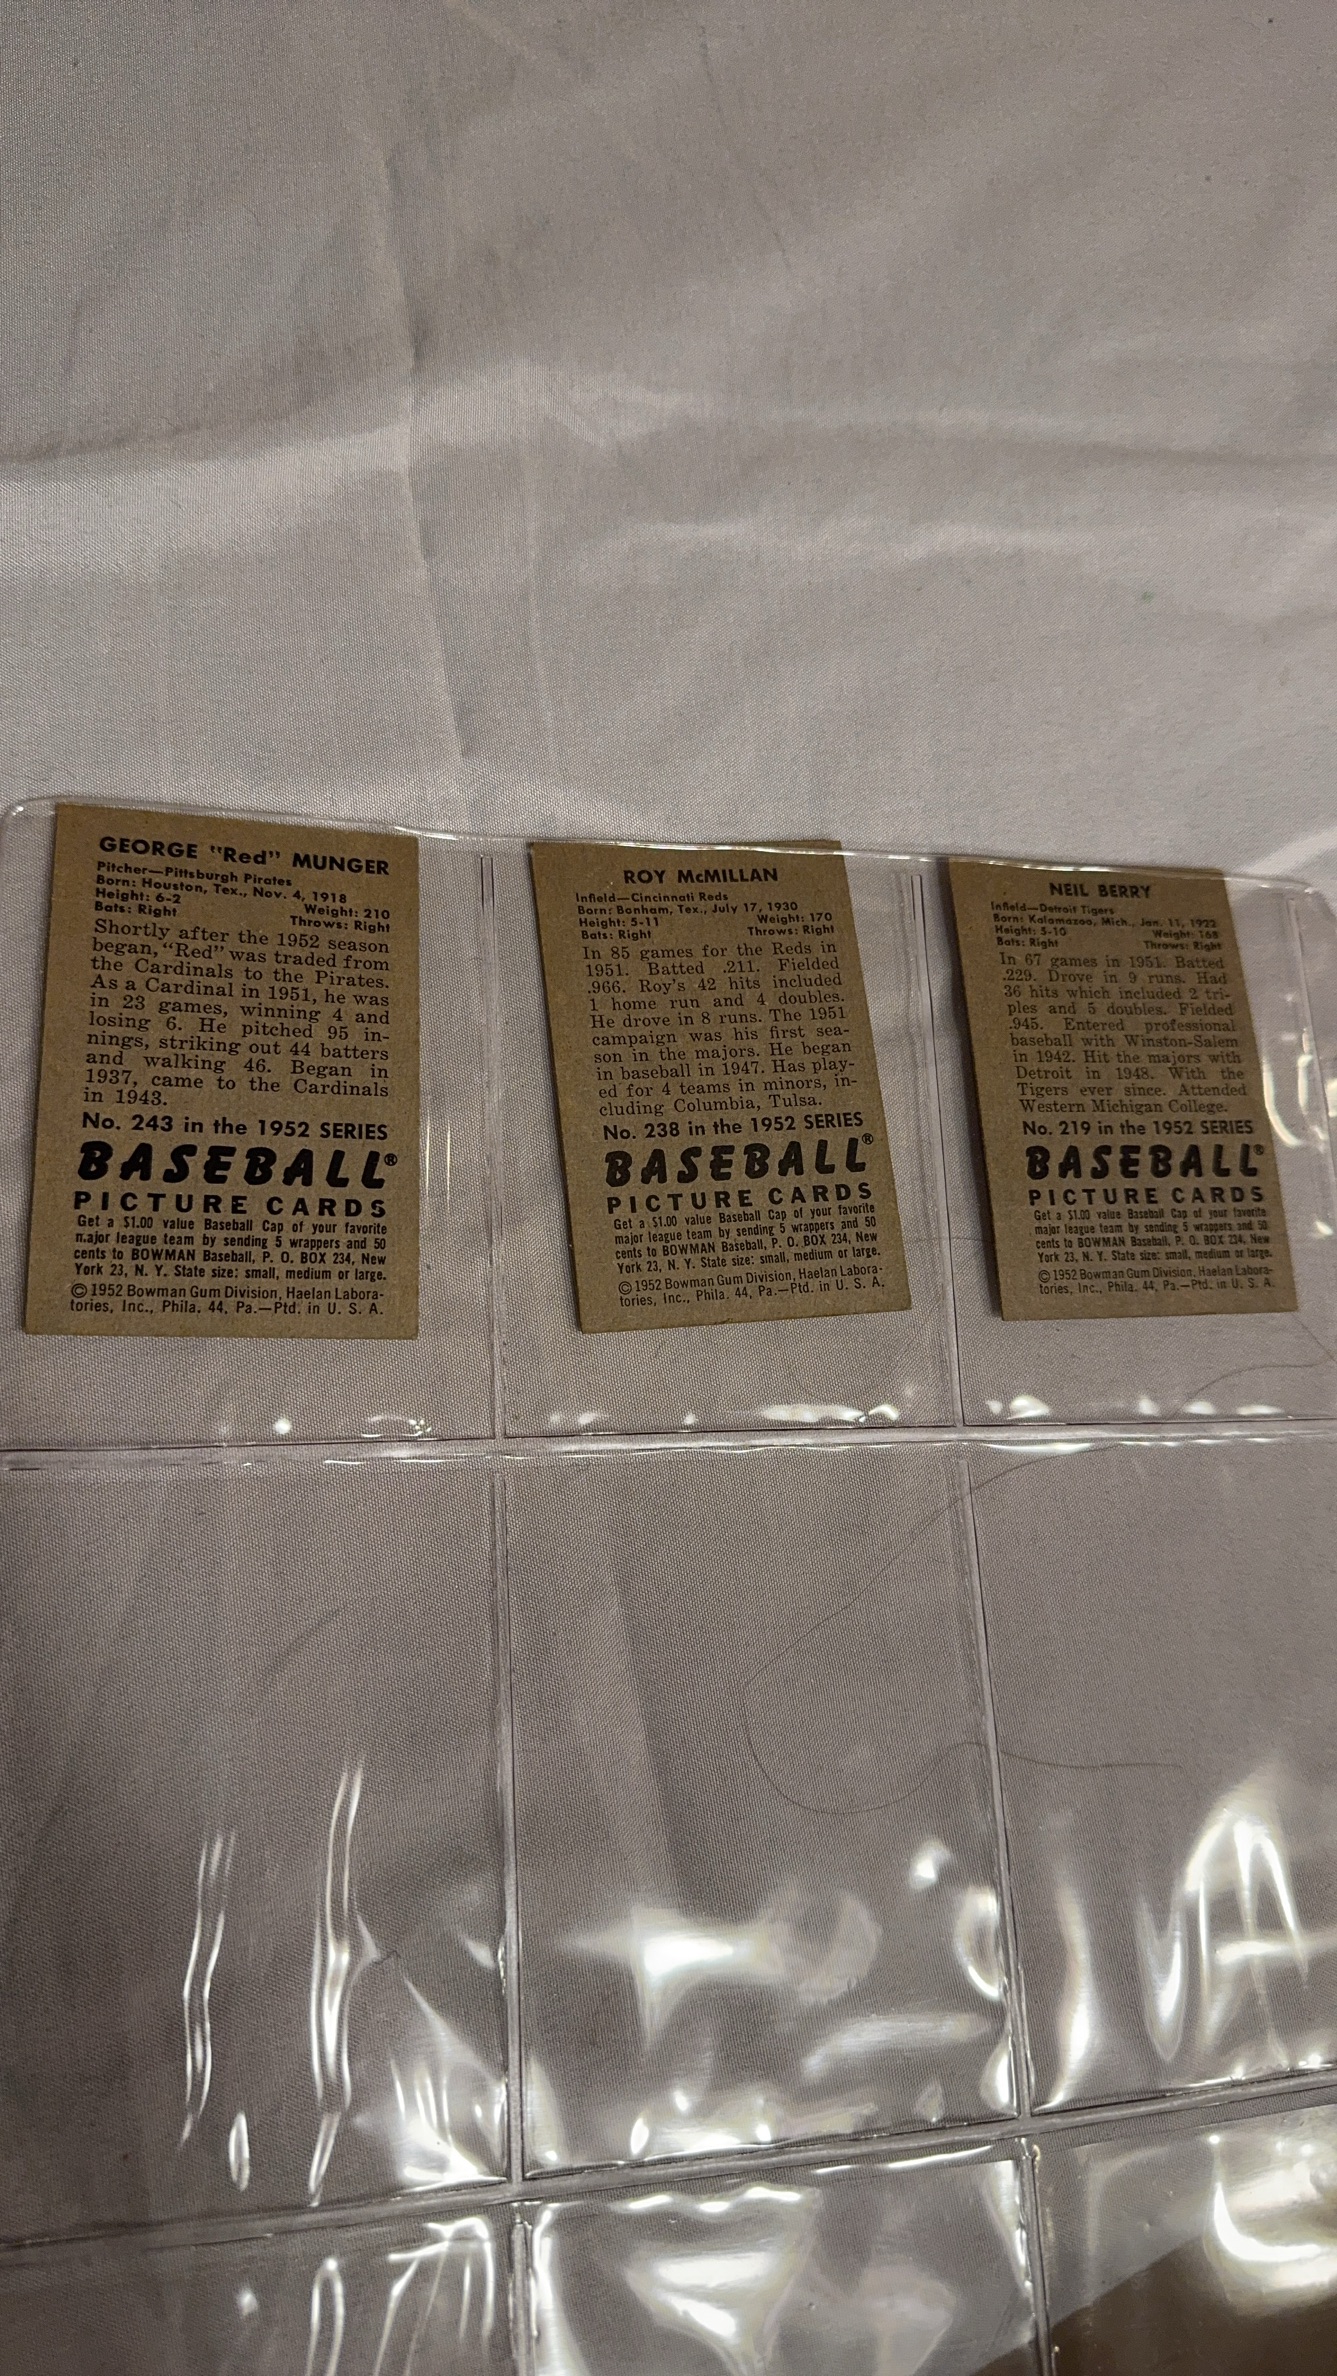 GEORGE "Red" MUNGER
Pitcher—Pittsburgh Pirates
Born: Houston, Tex., Nov. 4, 1918
Height: 6-2 Weight: 210
Bats: Right Throws: Right
Shortly after the 1952 season
began, "Red" was traded from
the Cardinals to the Pirates.
As a Cardinal in 1951, he was
in 23 games, winning 4 and
losing 6. He pitched 95 in-
nings, striking out 44 batters
and walking 46. Began in
1937, came to the Cardinals
in 1943.
No. 243 in the 1952 SERIES
BASEBALL®
PICTURE CARDS
Get a $1.00 value Baseball Cap of your favorite
n.ajor league team by sending 5 wrappers and 50
cents to BOWMAN Baseball, P. O. BOX 234, New
York 23, N. Y. State size: small, medium or large.
©1952 Bowman Gum Division, Haelan Labora-
tories, Inc., Phila. 44, Pa.—Ptd. in U. S. A.
ROY McMILLAN
Infield—Cincinnati Reds
Born: Bonham, Tex., July 17, 1930
Height: 5-11 Weight: 170
Bats: Right Throws: Right
In 85 games for the Reds in
1951. Batted .211. Fielded
.966. Roy's 42 hits included
1 home run and 4 doubles.
He drove in 8 runs. The 1951
campaign was his first sea-
son in the majors. He began
in baseball in 1947. Has play-
ed for 4 teams in minors, in-
cluding Columbia, Tulsa.
No. 238 in the 1952 SERIES
BASEBALL®
PICTURE CARDS
Get a $1.00 value Baseball Cap of your favorite
major league team by sending 5 wrappers and 50
cents to BOWMAN Baseball, P. O. BOX 234, New
York 23, N. Y. State size: small, medium or large.
©1952 Bowman Gum Division, Haelan Labora-
tories, Inc., Phila. 44, Pa.—Ptd. in U. S. A.
NEIL BERRY
Infield—Detroit Tigers
Born: Kalamazoo, Mich., Jan. 11, 1922
Height: 5-10 Weight: 168
Bats: Right Throws: Right
In 67 games in 1951. Batted
.229. Drove in 9 runs. Had
36 hits which included 2 tri-
ples and 5 doubles. Fielded
.945. Entered professional
baseball with Winston-Salem
in 1942. Hit the majors with
Detroit in 1948. With the
Tigers ever since. Attended
Western Michigan College.
No. 219 in the 1952 SERIES
BASEBALL®
PICTURE CARDS
Get a $1.00 value Baseball Cap of your favorite
major league team by sending 5 wrappers and 50
cents to BOWMAN Baseball, P. O. BOX 234, New
York 23, N. Y. State size: small, medium or large.
©1952 Bowman Gum Division, Haelan Labora-
tories, Inc., Phila. 44, Pa.—Ptd. in U. S. A.